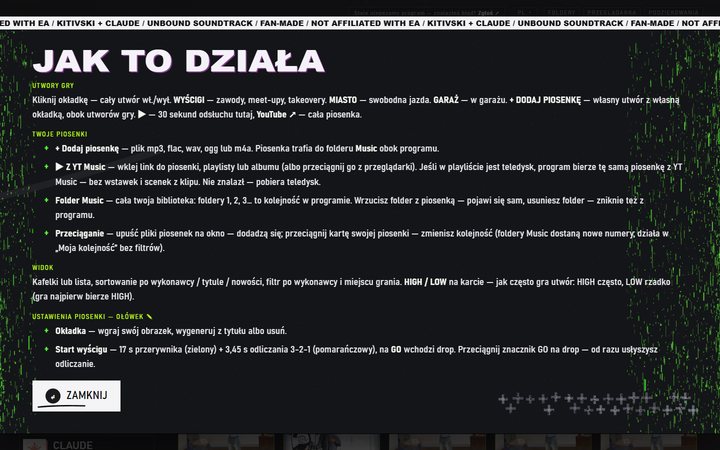 ED WITH EA / KITIVSKI + CLAUDE / UNBOUND SOUNDTRACK / FAN-MADE / NOT AFFILIATED WITH EA / KITIVSKI + CLAUDE / UNBOUND SOUNDTRACK / FAN-MADE / NOT AFFI
JAK TO DZIAŁA
UTWORY GRY
Kliknij okładkę — cały utwór wł./wył. WYŚCIGI — zawody, meet-upy, takeovery. MIASTO — swobodna jazda. GARAŻ — w garażu. + DODAJ PIOSENKĘ — własny utwór z własną
okładką, obok utworów gry. ▶ — 30 sekund odsłuchu tutaj, YouTube ↗ — cała piosenka.
TWOJE PIOSENKI
+ + Dodaj piosenkę — plik mp3, flac, wav, ogg lub m4a. Piosenka trafia do folderu Music obok programu.
+ ▶ Z YT Music — wklej link do piosenki, playlisty lub albumu (albo przeciągnij go z przeglądarki). Jeśli w playliście jest teledysk, program bierze tę samą piosenkę z YT
Music — bez wstawek i scenek z klipu. Nie znalazł — pobiera teledysk.
+ Folder Music — cała twoja biblioteka: foldery 1, 2, 3... to kolejność w programie. Wrzucisz folder z piosenką — pojawi się sam, usuniesz folder — zniknie też z
programu.
+ Przeciąganie — upuść pliki piosenek na okno — dodadzą się; przeciągnij kartę swojej piosenki — zmienisz kolejność (foldery Music dostaną nowe numery; działa w
„Moja kolejność” bez filtrów).
WIDOK
Kafelki lub lista, sortowanie po wykonawcy / tytule / nowości, filtr po wykonawcy i miejscu grania. HIGH / LOW na karcie — jak często gra utwór: HIGH często, LOW rzadko
(gra najpierw bierze HIGH).
USTAWIENIA PIOSENKI — OŁÓWEK ✎
+ Okładka — wgraj swój obrazek, wygeneruj z tytułu albo usuń.
+ Start wyścigu — 17 s przerywnika (zielony) + 3,45 s odliczania 3-2-1 (pomarańczowy), na GO wchodzi drop. Przeciągnij znacznik GO na drop — od razu usłyszysz
odliczanie.
ZAMKNIJ
CLAUDE